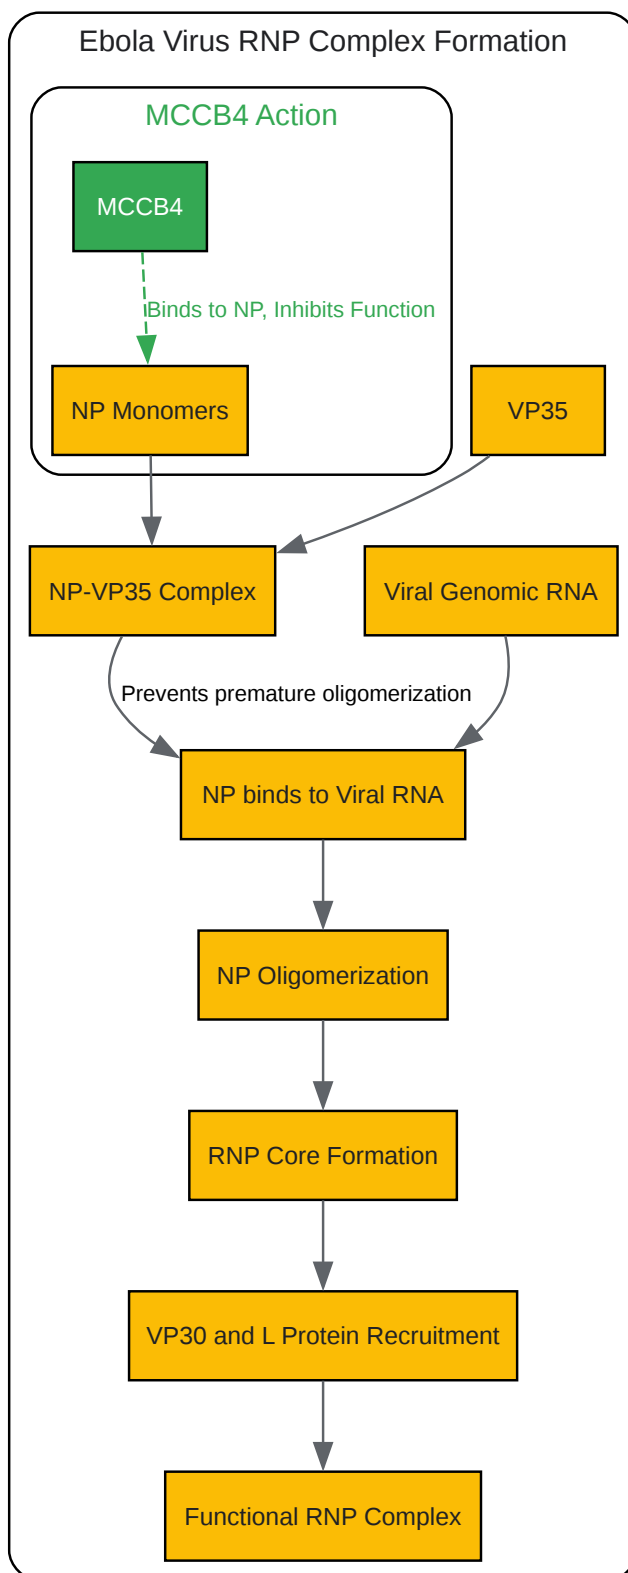 Ebola Virus RNP Complex Formation
MCCB4 Action
MCCB4
Binds to NP, Inhibits Function
NP Monomers
VP35
NP-VP35 Complex
Viral Genomic RNA
Prevents premature oligomerization
NP binds to Viral RNA
NP Oligomerization
RNP Core Formation
VP30 and L Protein Recruitment
Functional RNP Complex